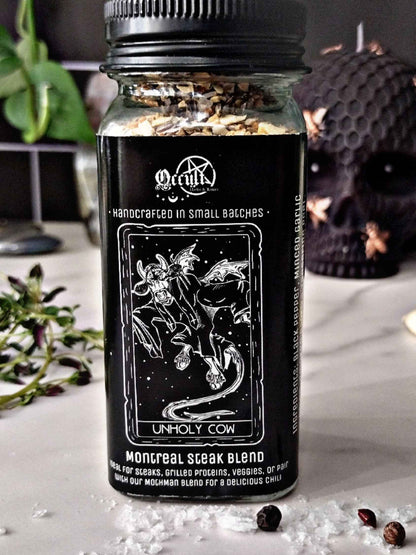 Occult
• Handcrafted in Small Batches •
UNHOLY COW
Montreal Steak Blend
Ideal for steaks, grilled proteins, veggies, or pair
with our Mothman Blend for a delicious chili
Ingredients: Black Pepper, Minced Garlic